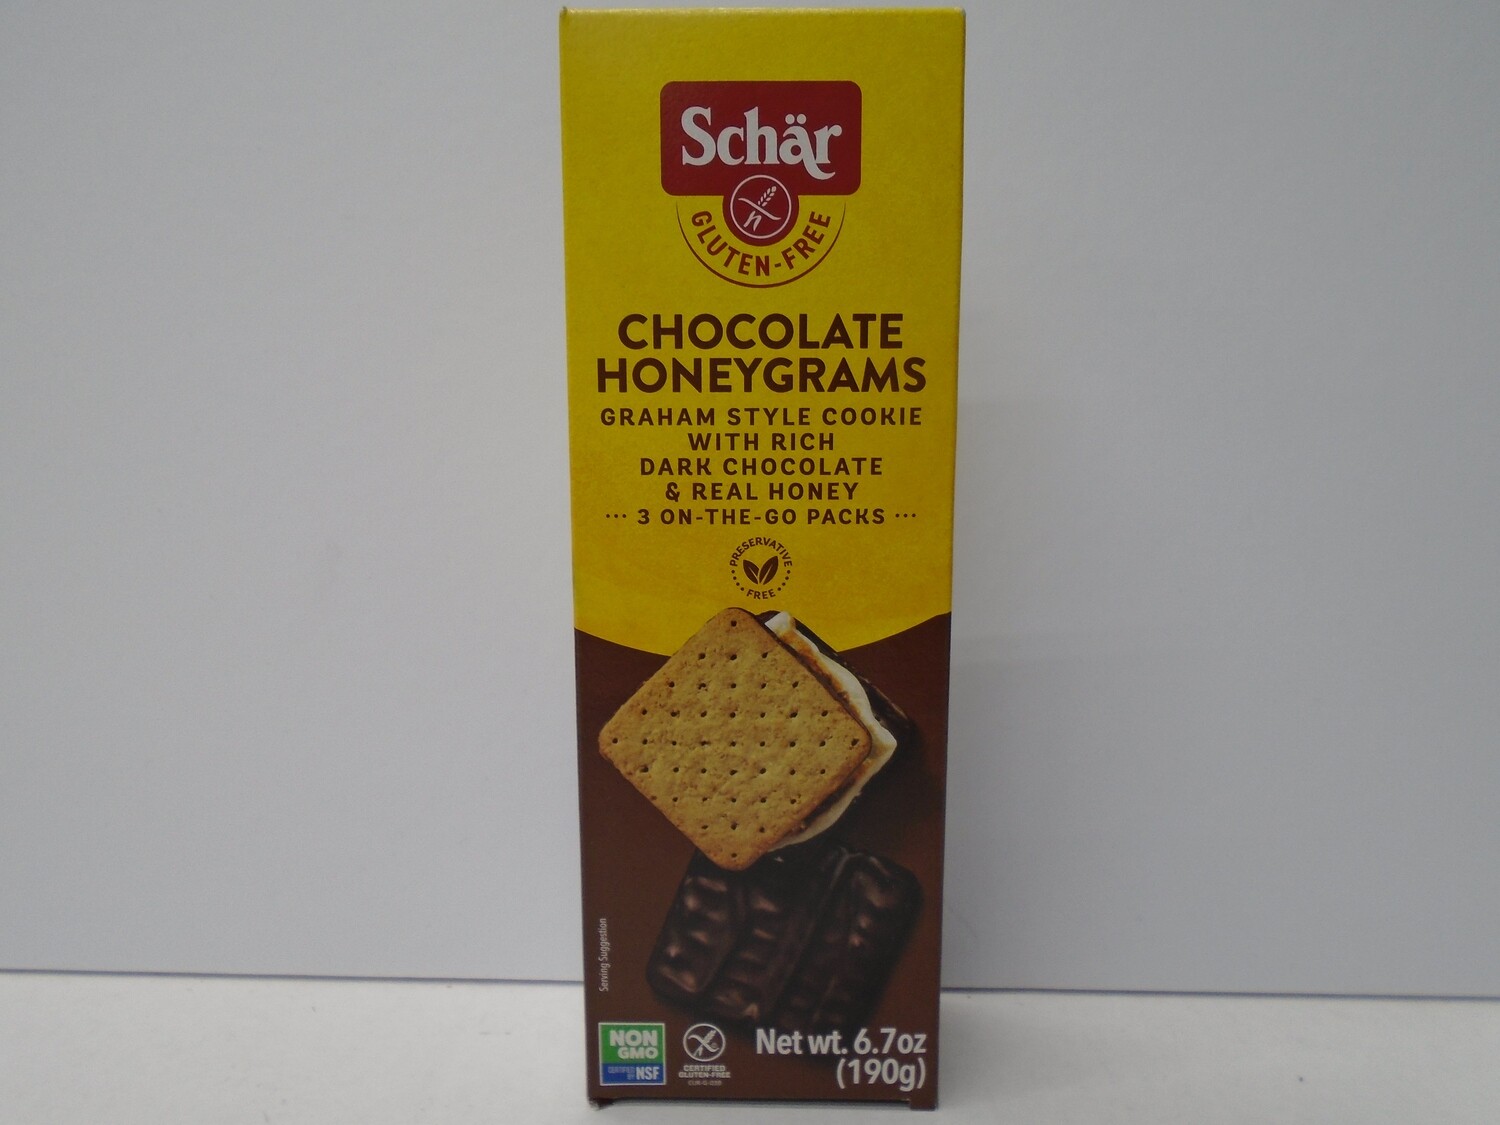 Schär
GLUTEN-FREE
CHOCOLATE
HONEYGRAMS
GRAHAM STYLE COOKIE
WITH RICH
DARK CHOCOLATE
& REAL HONEY
··· 3 ON-THE-GO PACKS ···
PRESERVATIVE
FREE
Serving Suggestion
NON
GMO
CERTIFIED
BY NSF
CERTIFIED
GLUTEN-FREE
Net wt. 6.7oz
(190g)